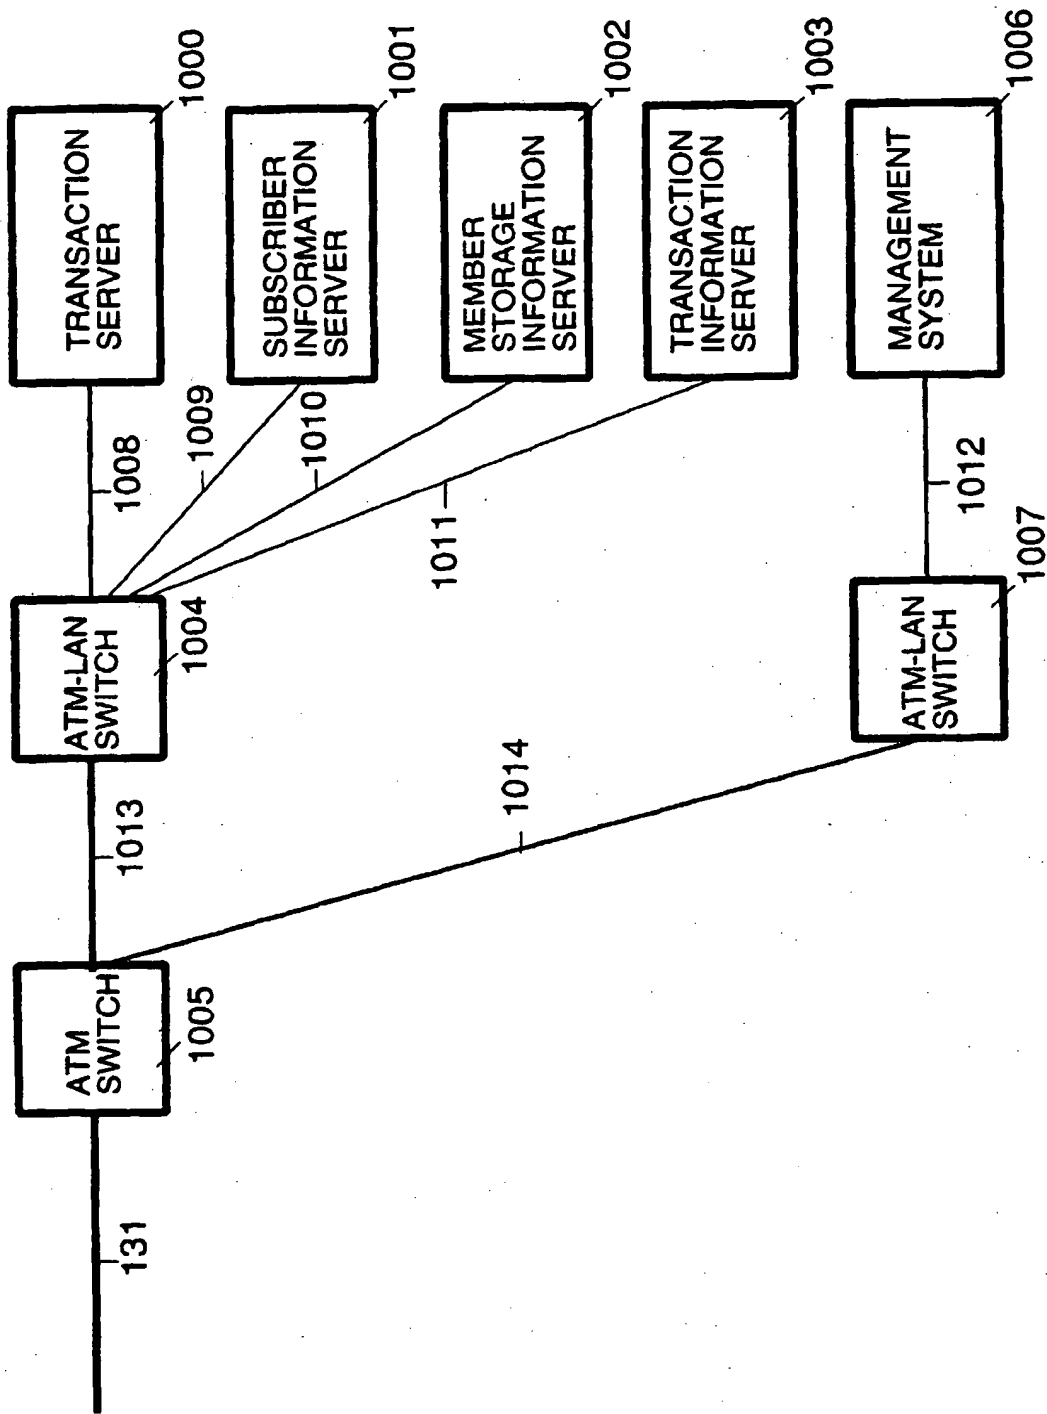 TRANSACTION
SERVER
1000
SUBSCRIBER
INFORMATION
SERVER
1001
MEMBER
STORAGE
INFORMATION
SERVER
1002
TRANSACTION
INFORMATION
SERVER
1003
MANAGEMENT
SYSTEM
1006
1008
1009
1010
1011
1012
ATM-LAN
SWITCH
1004
ATM-LAN
SWITCH
1007
1013
1014
ATM
SWITCH
1005
131